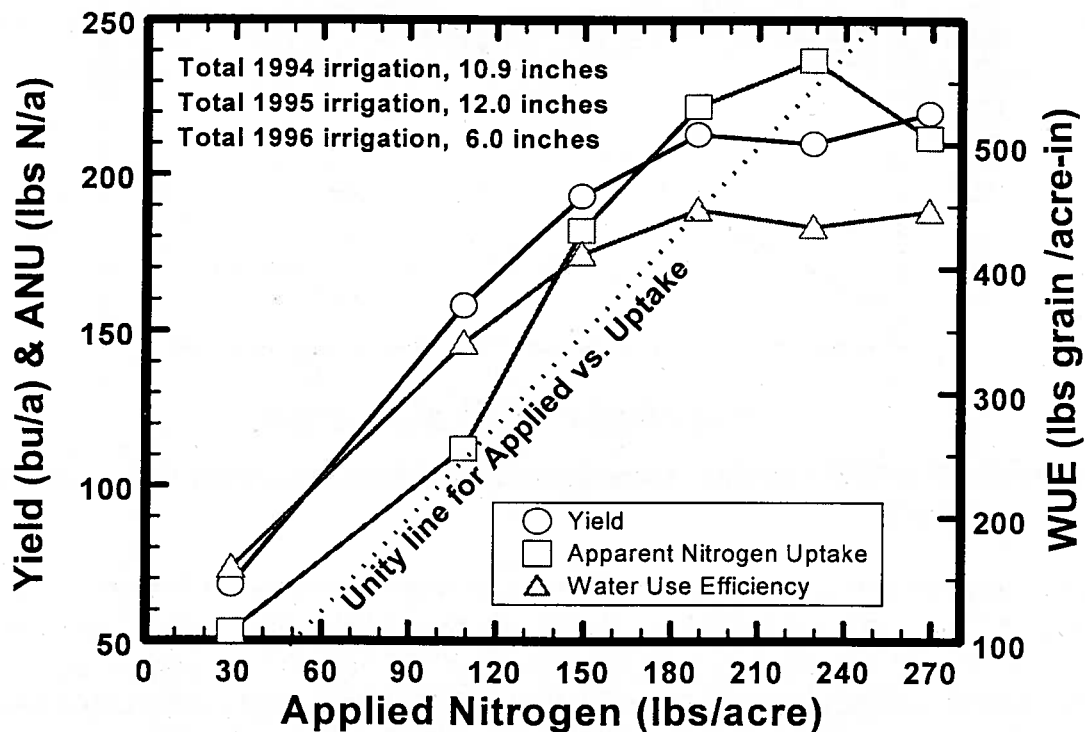 Total 1994 irrigation, 10.9 inches
Total 1995 irrigation, 12.0 inches
Total 1996 irrigation, 6.0 inches
Yield (bu/a) & ANU (lbs N/a)
250
200
150
100
50
WUE (lbs grain /acre-in)
500
400
300
200
100
Unity line for Applied vs. Uptake
Yield
Apparent Nitrogen Uptake
Water Use Efficiency
0 30 60 90 120 150 180 210 240 270
Applied Nitrogen (lbs/acre)